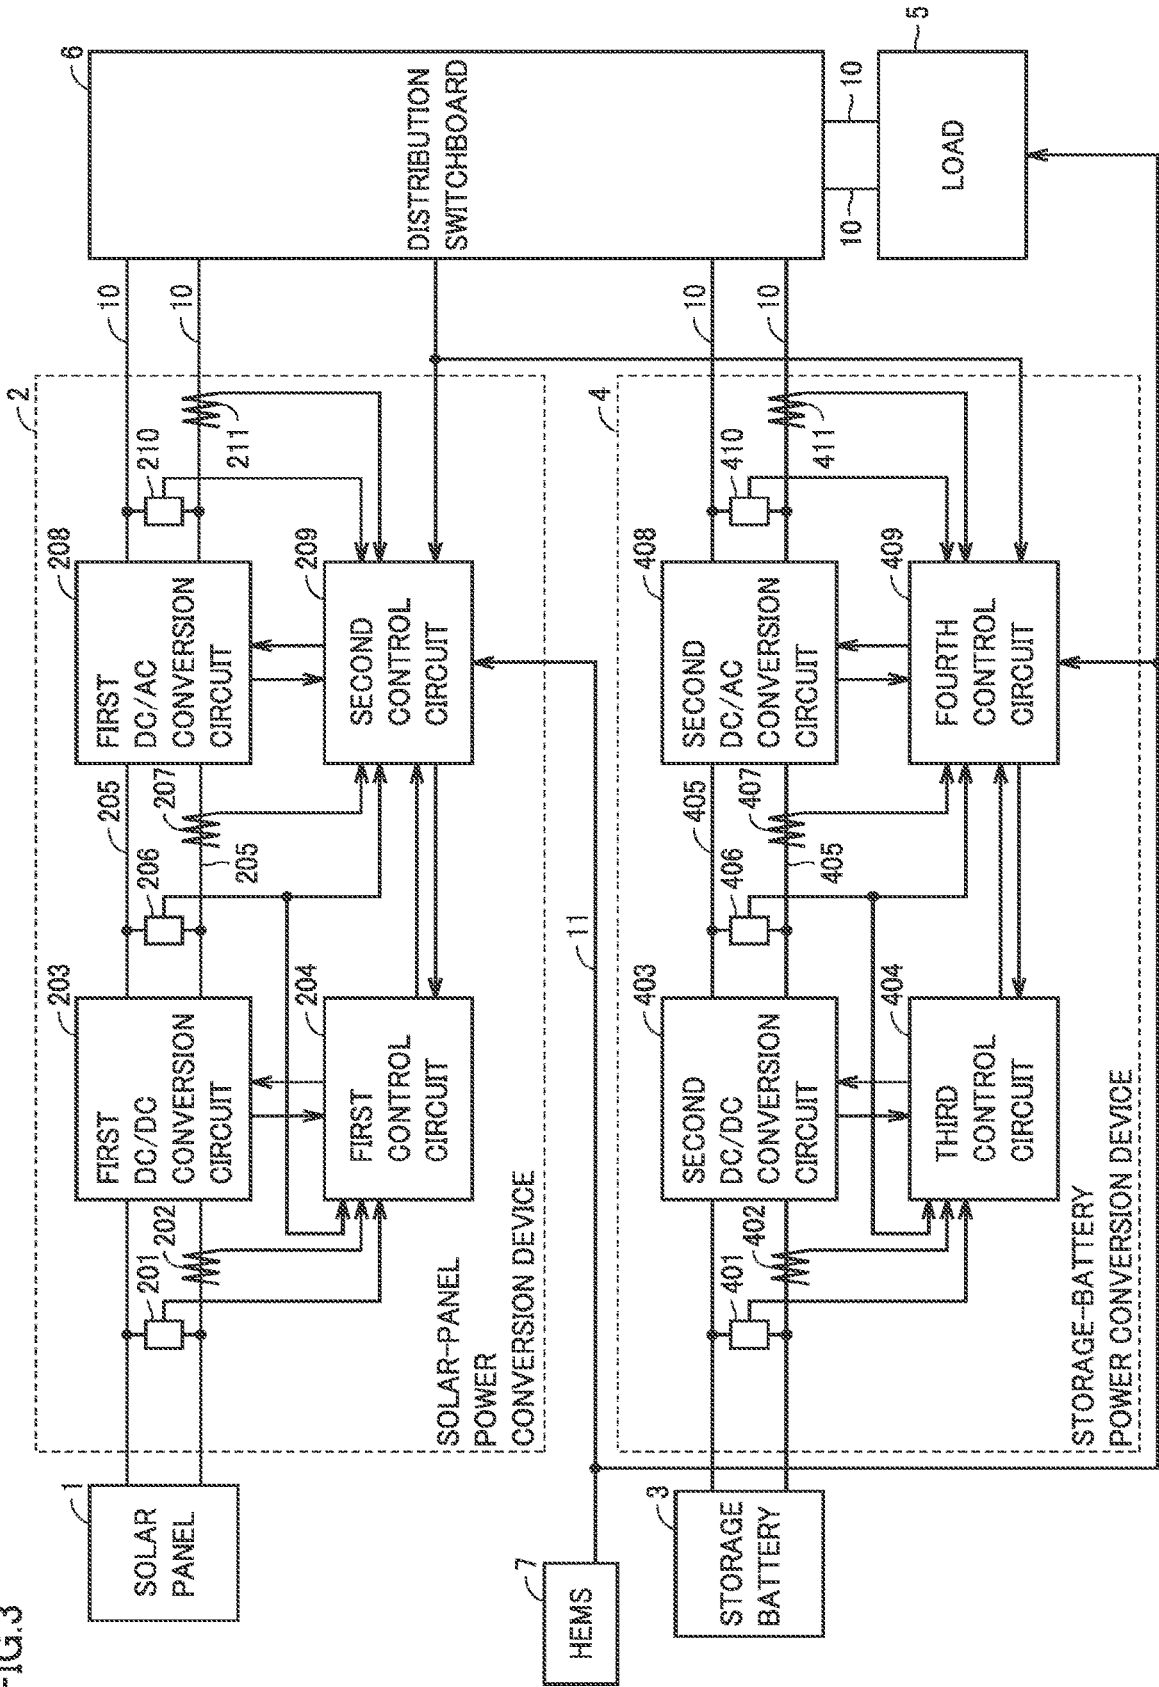 FIG.3
1
SOLAR
PANEL
2
SOLAR-PANEL
POWER
CONVERSION DEVICE
201
202
203
FIRST
DC/DC
CONVERSION
CIRCUIT
204
FIRST
CONTROL
CIRCUIT
205
206
207
205
208
FIRST
DC/AC
CONVERSION
CIRCUIT
209
SECOND
CONTROL
CIRCUIT
210
211
10
10
6
DISTRIBUTION
SWITCHBOARD
7
HEMS
11
3
STORAGE
BATTERY
4
STORAGE-BATTERY
POWER CONVERSION DEVICE
401
402
403
SECOND
DC/DC
CONVERSION
CIRCUIT
404
THIRD
CONTROL
CIRCUIT
405
406
407
405
408
SECOND
DC/AC
CONVERSION
CIRCUIT
409
FOURTH
CONTROL
CIRCUIT
410
411
10
10
10
10
5
LOAD